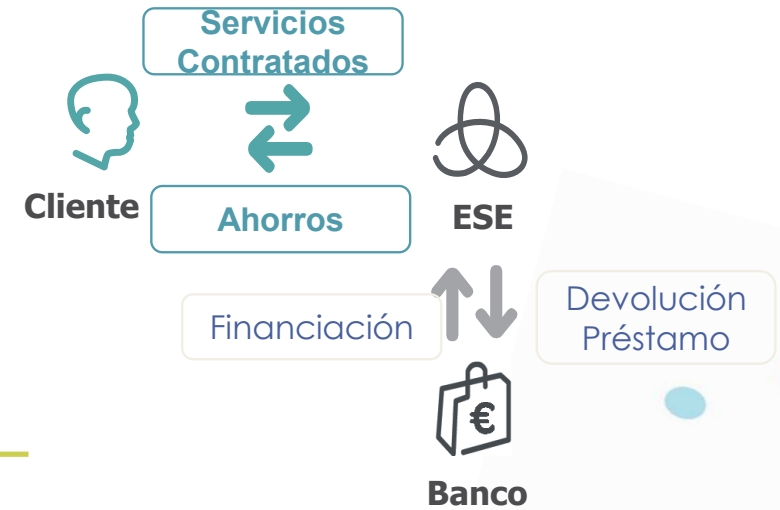 Servicios
Contratados
Cliente
Ahorros
ESE
Financiación
Devolución
Préstamo
€
Banco